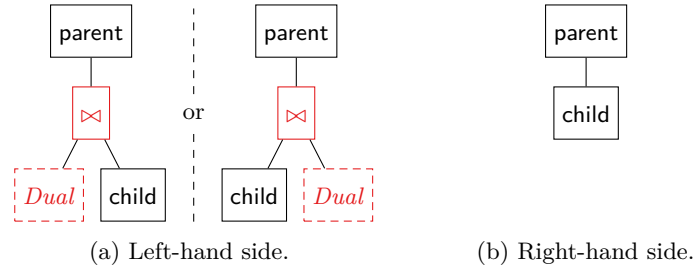 parent parent parent
⋈ or ⋈ child
Dual child child Dual
(a) Left-hand side. (b) Right-hand side.